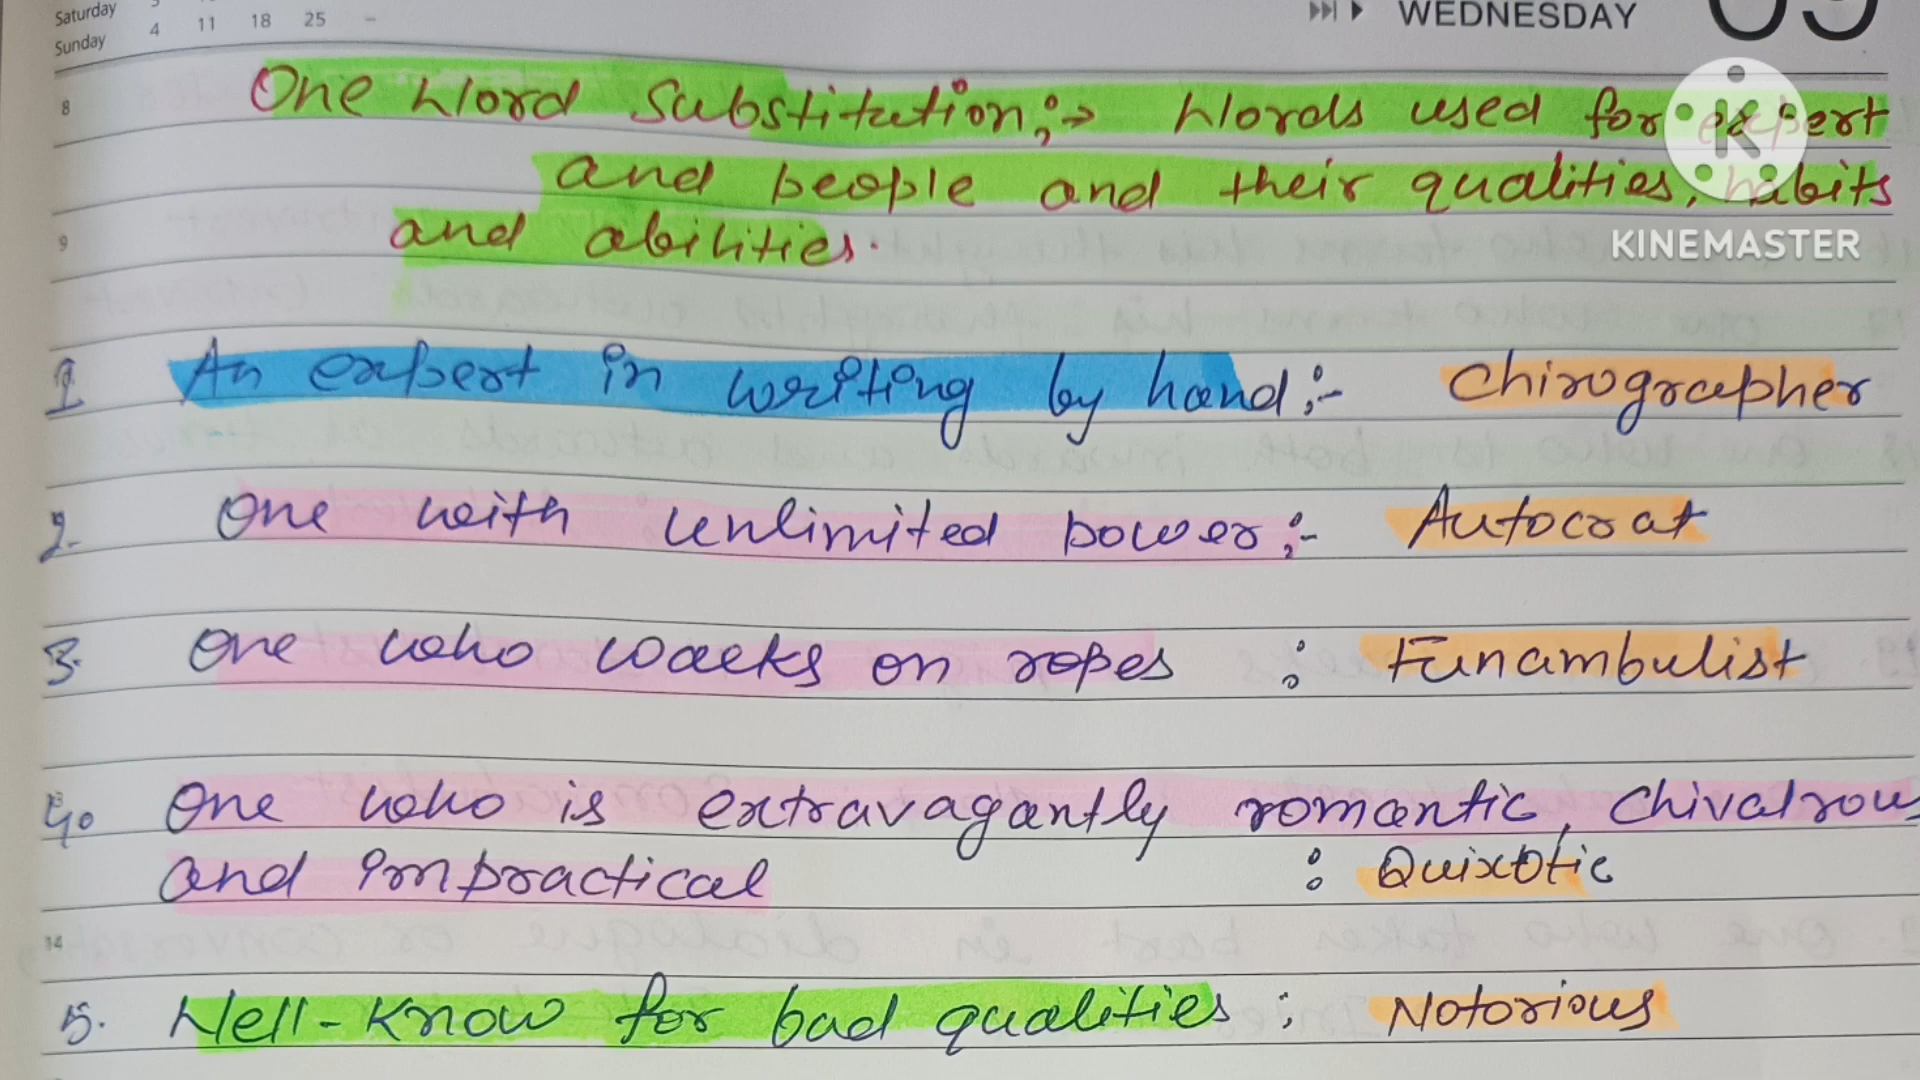 Saturday 4 11 18 25 -
Sunday
WEDNESDAY 09
8 One Word Substitution;→ Words used for expert
and people and their qualities, habits
9 and abilities.
KINEMASTER
1 An expert in writing by hand;- Chirographer
2. One with unlimited power;- Autocrat
3. One who walks on ropes : Funambulist
4. One who is extravagantly romantic, chivalrous
and impractical : Quixotic
14
5. Well-know for bad qualities ; Notorious